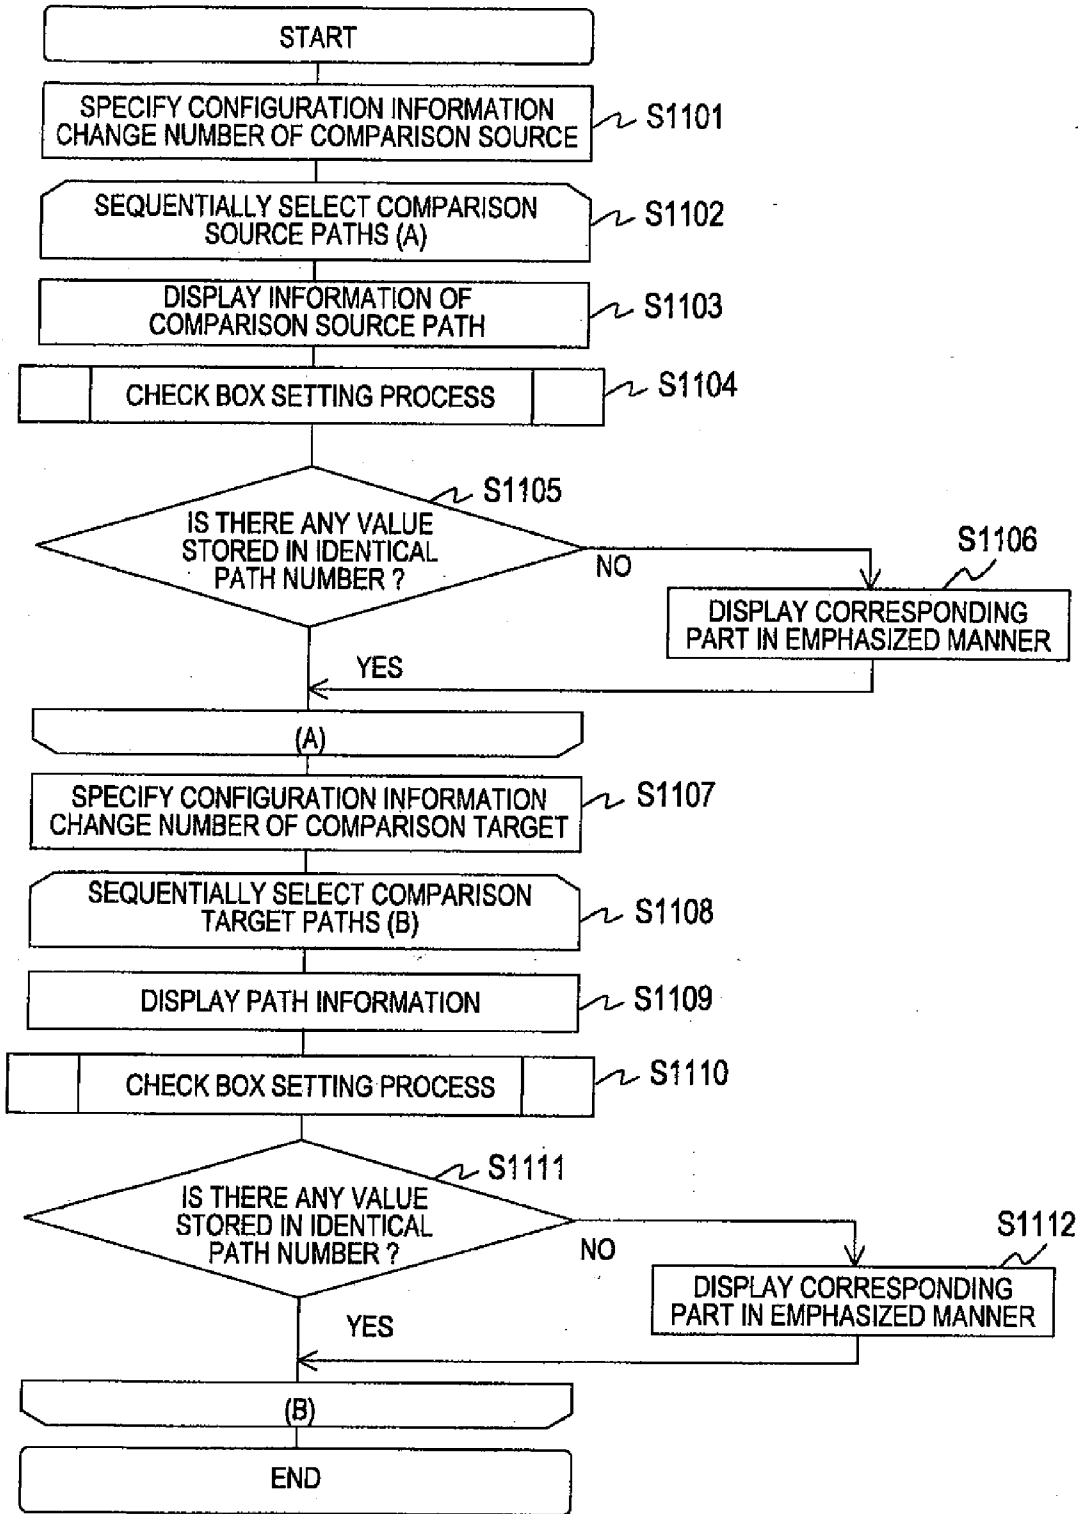 START
SPECIFY CONFIGURATION INFORMATION
CHANGE NUMBER OF COMPARISON SOURCE
S1101
SEQUENTIALLY SELECT COMPARISON
SOURCE PATHS (A)
S1102
DISPLAY INFORMATION OF
COMPARISON SOURCE PATH
S1103
CHECK BOX SETTING PROCESS
S1104
S1105
IS THERE ANY VALUE
STORED IN IDENTICAL
PATH NUMBER ?
NO
S1106
DISPLAY CORRESPONDING
PART IN EMPHASIZED MANNER
YES
(A)
SPECIFY CONFIGURATION INFORMATION
CHANGE NUMBER OF COMPARISON TARGET
S1107
SEQUENTIALLY SELECT COMPARISON
TARGET PATHS (B)
S1108
DISPLAY PATH INFORMATION
S1109
CHECK BOX SETTING PROCESS
S1110
S1111
IS THERE ANY VALUE
STORED IN IDENTICAL
PATH NUMBER ?
NO
S1112
DISPLAY CORRESPONDING
PART IN EMPHASIZED MANNER
YES
(B)
END